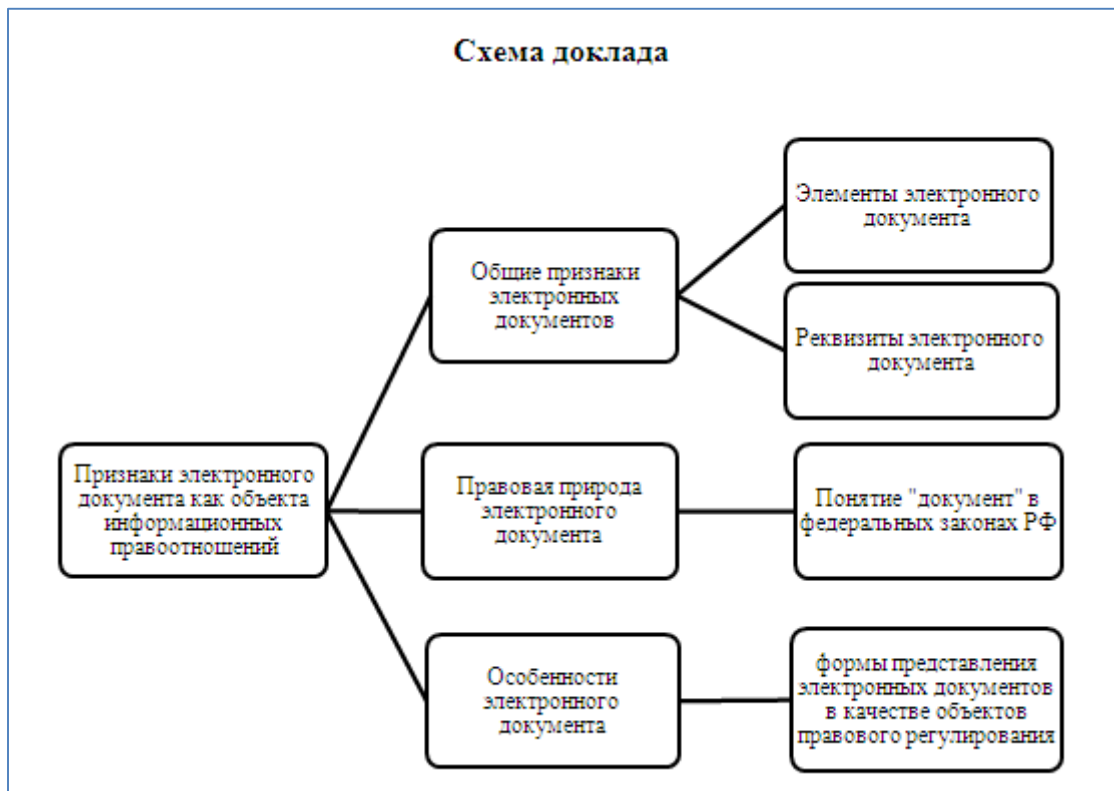 Схема доклада
Элементы электронного
документа
Общие признаки
электронных
документов
Реквизиты электронного
документа
Признаки электронного
документа как объекта
информационных
правоотношений
Правовая природа
электронного
документа
Понятие "документ" в
федеральных законах РФ
Особенности
электронного
документа
формы представления
электронных документов
в качестве объектов
правового регулирования